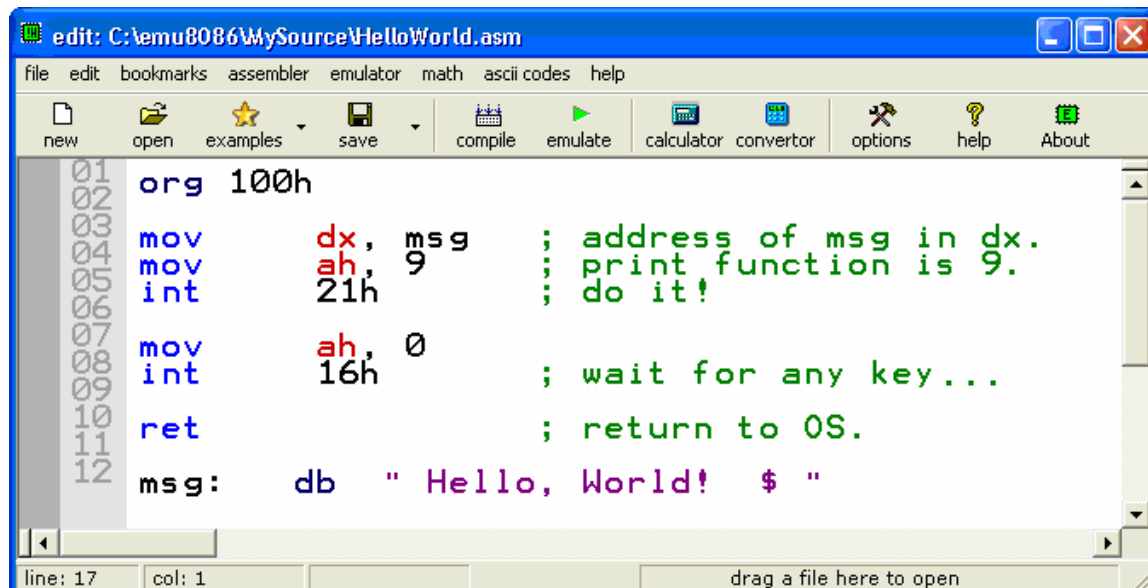 edit: C:\emu8086\MySource\HelloWorld.asm
file edit bookmarks assembler emulator math ascii codes help
new open examples save compile emulate calculator convertor options help About
01
02 org 100h
03
04 mov dx, msg ; address of msg in dx.
05 mov ah, 9 ; print function is 9.
06 int 21h ; do it!
07
08 mov ah, 0
09 int 16h ; wait for any key...
10
11 ret ; return to OS.
12
msg: db " Hello, World! $ "
line: 17 col: 1 drag a file here to open